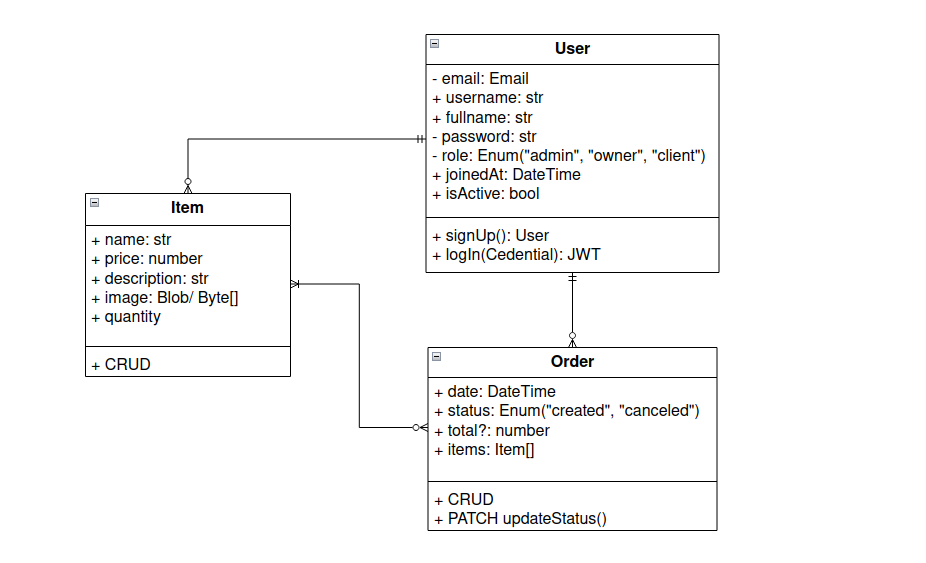 User
- email: Email
+ username: str
+ fullname: str
- password: str
- role: Enum("admin", "owner", "client")
+ joinedAt: DateTime
+ isActive: bool
+ signUp(): User
+ logIn(Cedential): JWT
Item
+ name: str
+ price: number
+ description: str
+ image: Blob/ Byte[]
+ quantity
+ CRUD
Order
+ date: DateTime
+ status: Enum("created", "canceled")
+ total?: number
+ items: Item[]
+ CRUD
+ PATCH updateStatus()